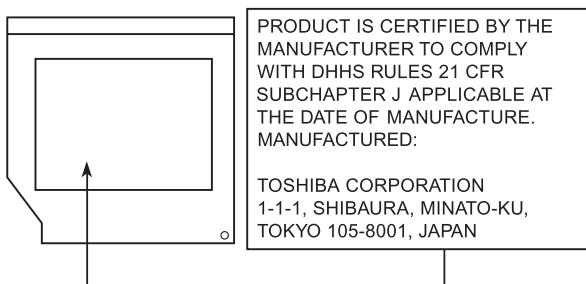 PRODUCT IS CERTIFIED BY THE
MANUFACTURER TO COMPLY
WITH DHHS RULES 21 CFR
SUBCHAPTER J APPLICABLE AT
THE DATE OF MANUFACTURE.
MANUFACTURED:
TOSHIBA CORPORATION
1-1-1, SHIBAURA, MINATO-KU,
TOKYO 105-8001, JAPAN